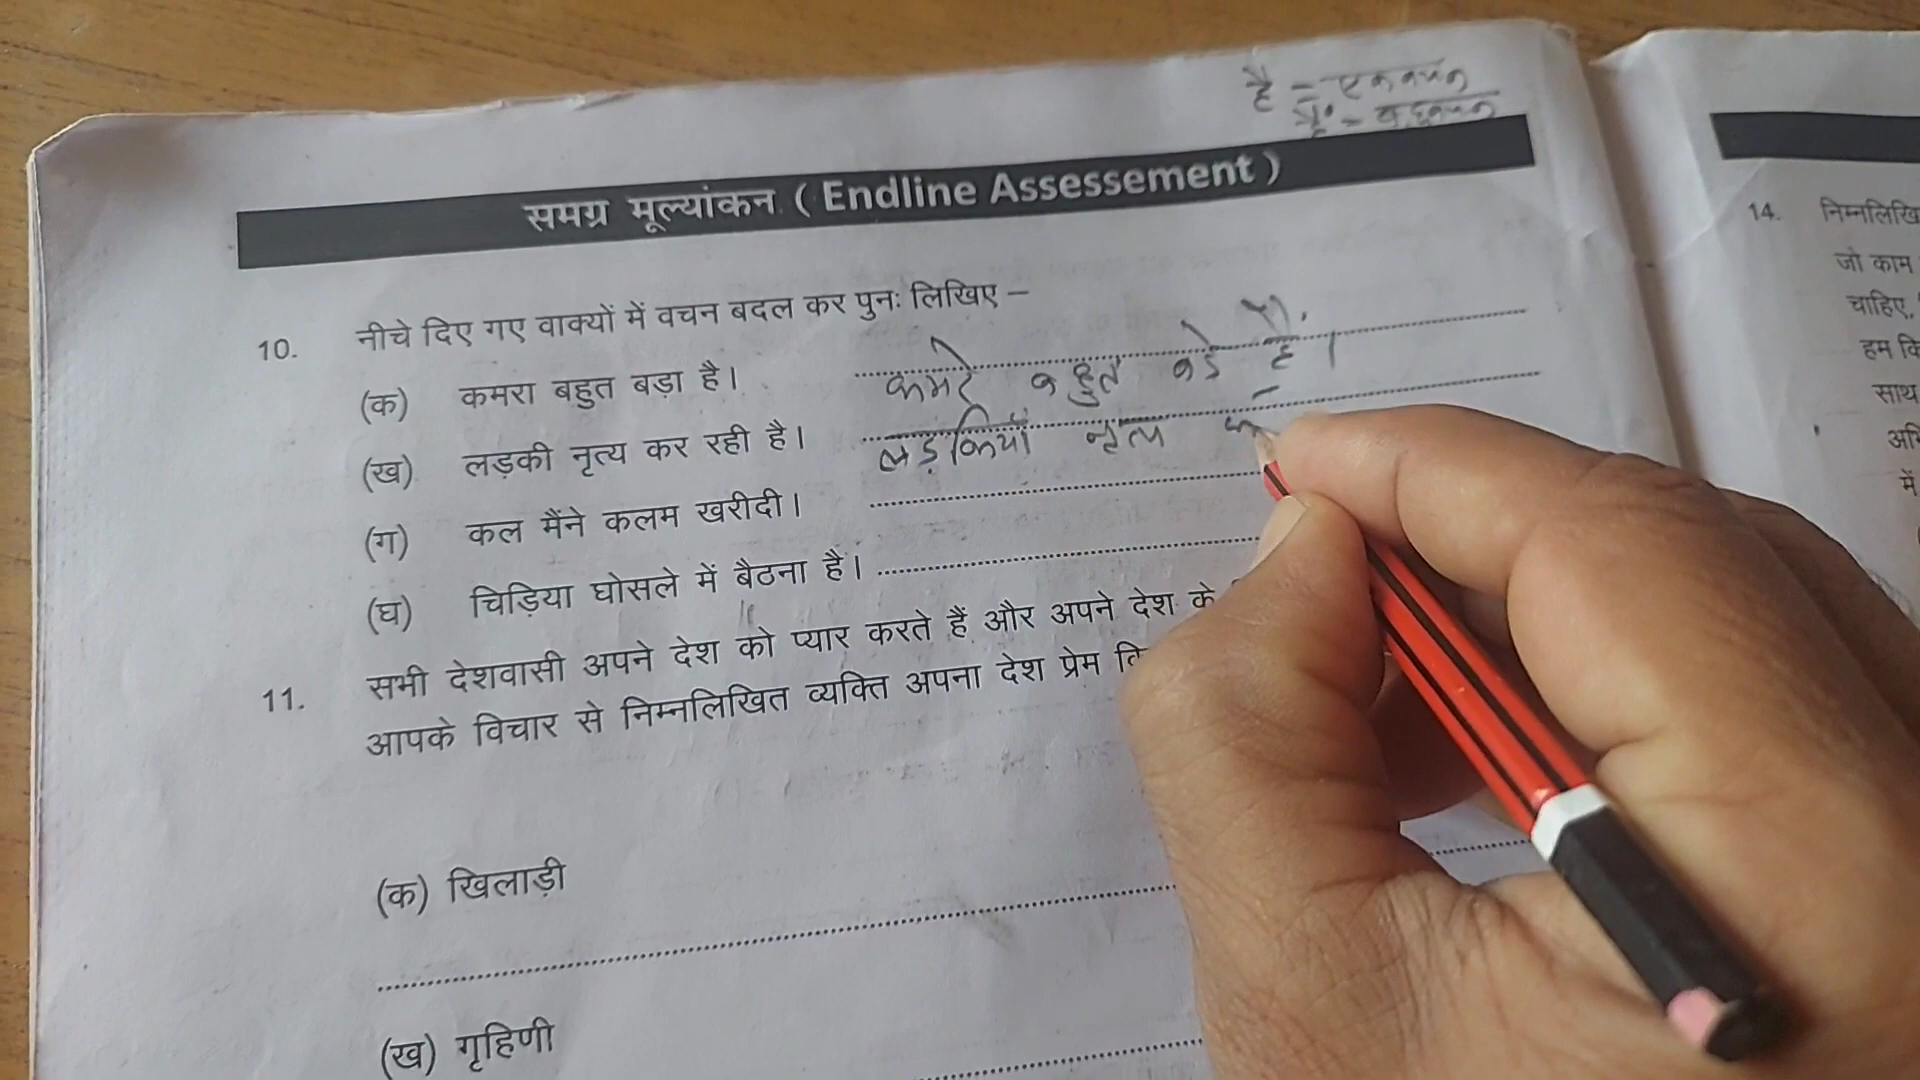 है = एकवचन
हैं = बहुवचन
समग्र मूल्यांकन ( Endline Assessement )
10. नीचे दिए गए वाक्यों में वचन बदल कर पुनः लिखिए –
(क) कमरा बहुत बड़ा है। कमरे बहुत बडे हैं।
(ख) लड़की नृत्य कर रही है। लड़कियाँ नृत्य क
(ग) कल मैंने कलम खरीदी।
(घ) चिड़िया घोसले में बैठना है।
11. सभी देशवासी अपने देश को प्यार करते हैं और अपने देश के
आपके विचार से निम्नलिखित व्यक्ति अपना देश प्रेम
(क) खिलाड़ी
(ख) गृहिणी
14. निम्नलिखि
जो काम
चाहिए,
हम कि
साथ
में